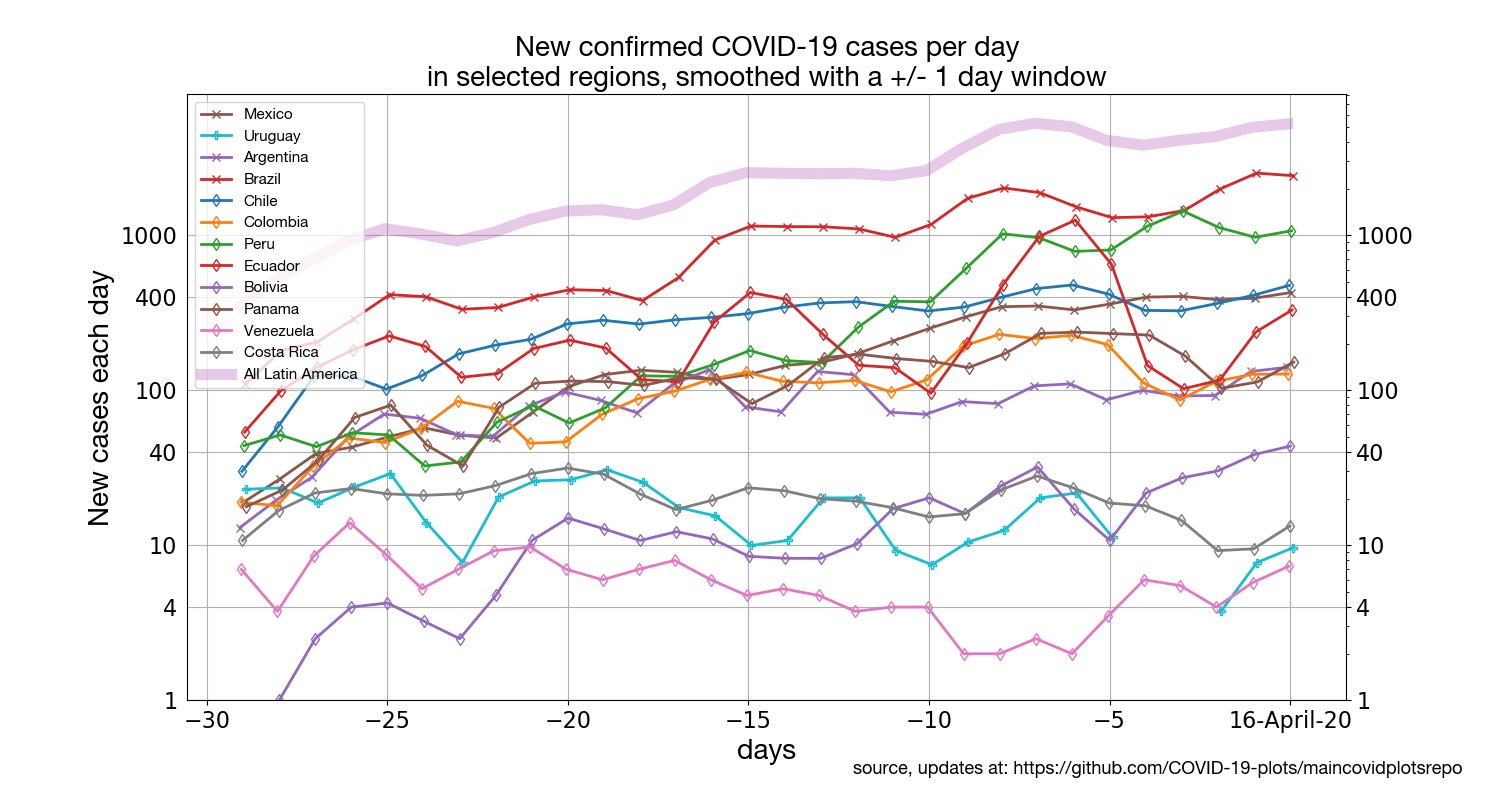 New confirmed COVID-19 cases per day
in selected regions, smoothed with a +/- 1 day window
Mexico
Uruguay
Argentina
Brazil
Chile
Colombia
Peru
Ecuador
Bolivia
Panama
Venezuela
Costa Rica
All Latin America
New cases each day
1000
400
100
40
10
4
1
1000
400
100
40
10
4
1
−30
−25
−20
−15
−10
−5
16-April-20
days
source, updates at: https://github.com/COVID-19-plots/maincovidplotsrepo